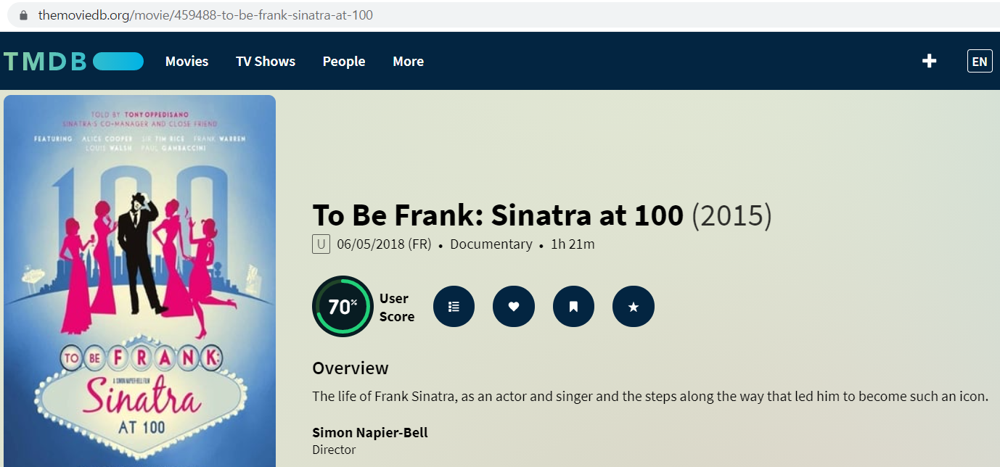 themoviedb.org/movie/459488-to-be-frank-sinatra-at-100
TMDB Movies TV Shows People More EN
TOLD BY TONY OPPEDISANO
SINATRA'S CO-MANAGER AND CLOSE FRIEND
FEATURING ALICE COOPER SIR TIM RICE FRANK WARREN
LOUIS WALSH PAUL GAMBACCINI
100
TO BE FRANK:
A SIMON NAPIER-BELL FILM
Sinatra
AT 100
To Be Frank: Sinatra at 100 (2015)
U 06/05/2018 (FR) • Documentary • 1h 21m
70% User
Score
Overview
The life of Frank Sinatra, as an actor and singer and the steps along the way that led him to become such an icon.
Simon Napier-Bell
Director